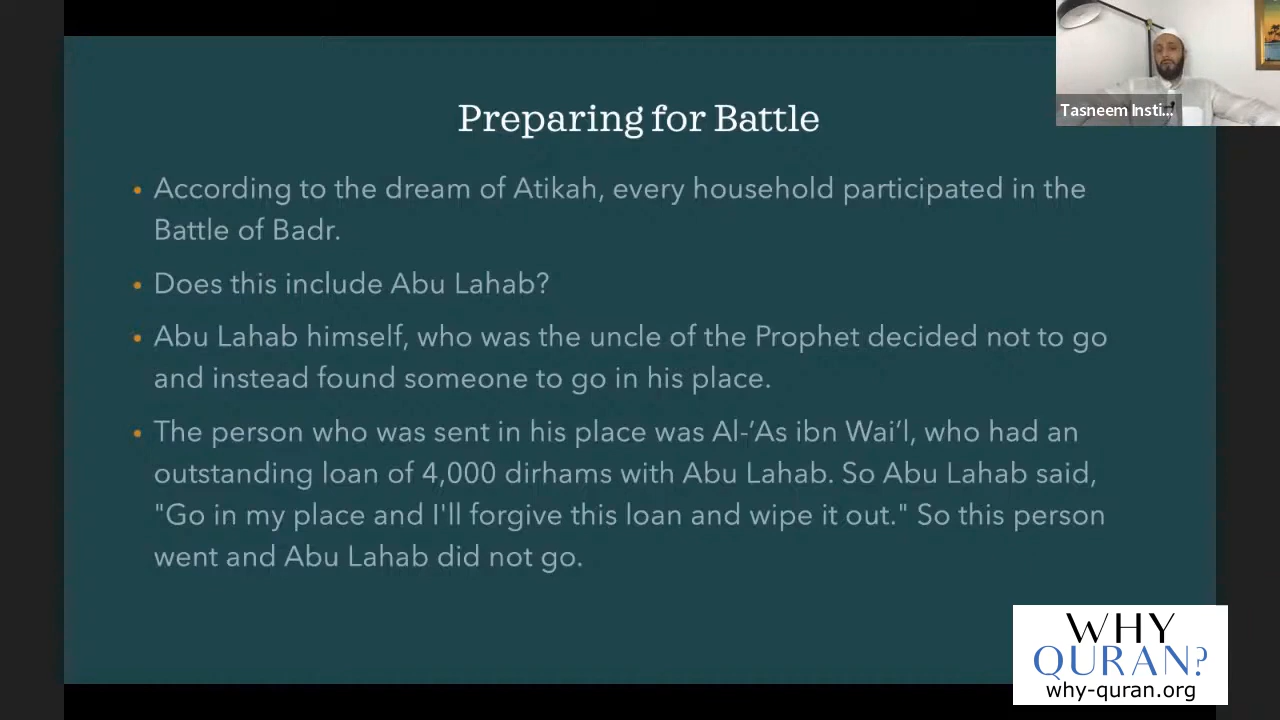 Preparing for Battle
Tasneem Insti...
• According to the dream of Atikah, every household participated in the
Battle of Badr.
• Does this include Abu Lahab?
• Abu Lahab himself, who was the uncle of the Prophet decided not to go
and instead found someone to go in his place.
• The person who was sent in his place was Al-‘As ibn Wai‘l, who had an
outstanding loan of 4,000 dirhams with Abu Lahab. So Abu Lahab said,
"Go in my place and I'll forgive this loan and wipe it out." So this person
went and Abu Lahab did not go.
WHY
QURAN?
why-quran.org